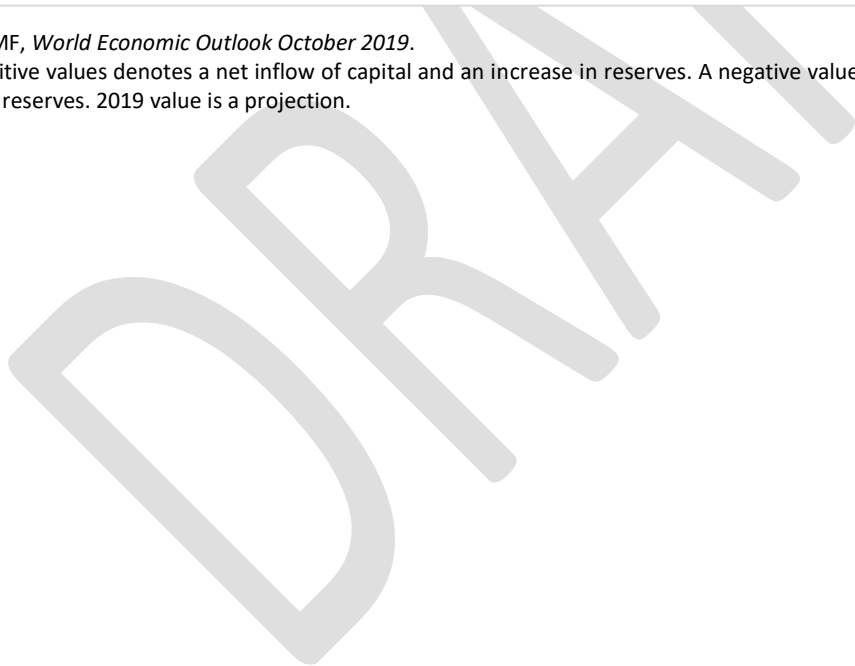 MF, World Economic Outlook October 2019.
itive values denotes a net inflow of capital and an increase in reserves. A negative value
reserves. 2019 value is a projection.
DRA